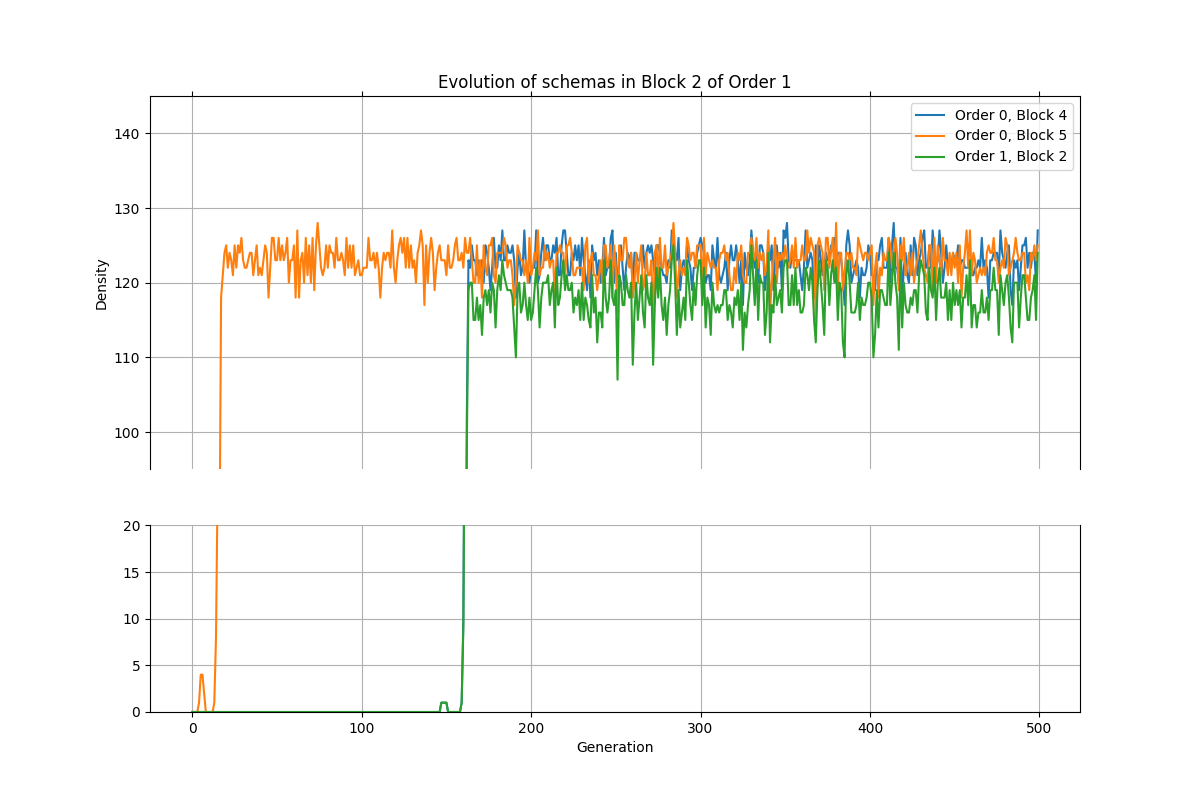 Evolution of schemas in Block 2 of Order 1
Order 0, Block 4
Order 0, Block 5
Order 1, Block 2
Density
140
130
120
110
100
20
15
10
5
0
0 100 200 300 400 500
Generation